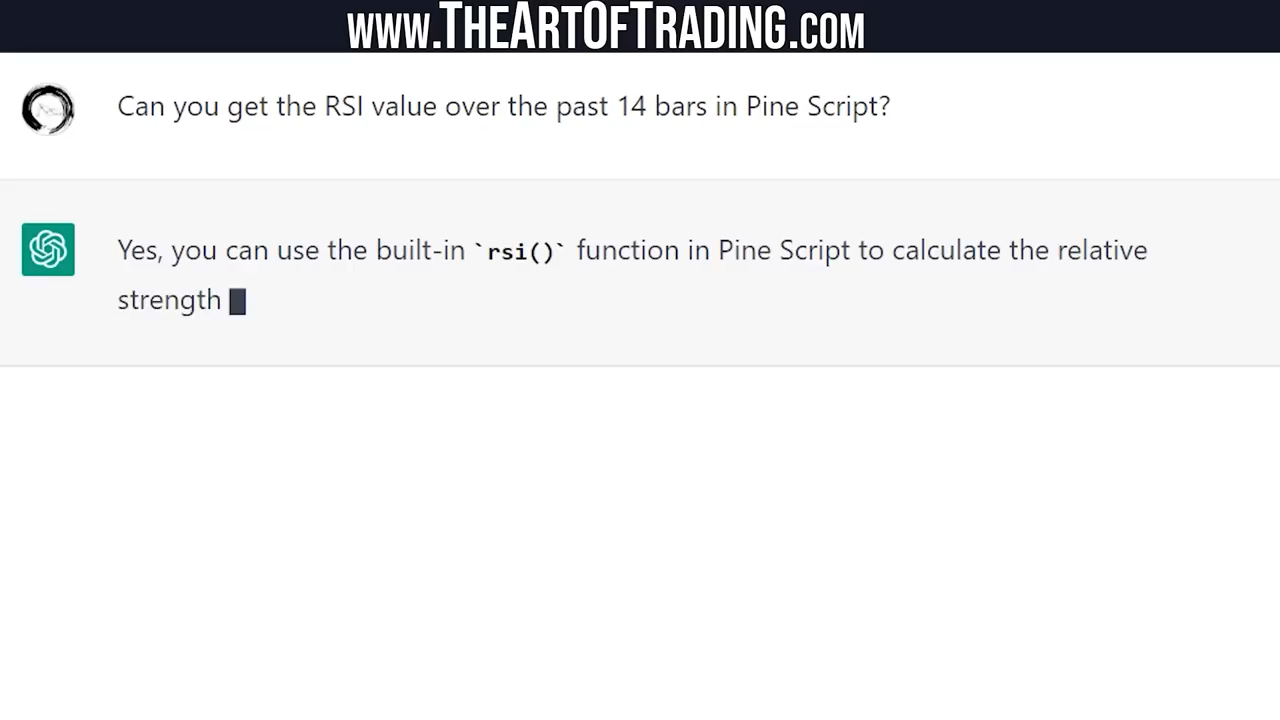 WWW.THEARTOFTRADING.COM
Can you get the RSI value over the past 14 bars in Pine Script?
Yes, you can use the built-in `rsi()` function in Pine Script to calculate the relative
strength